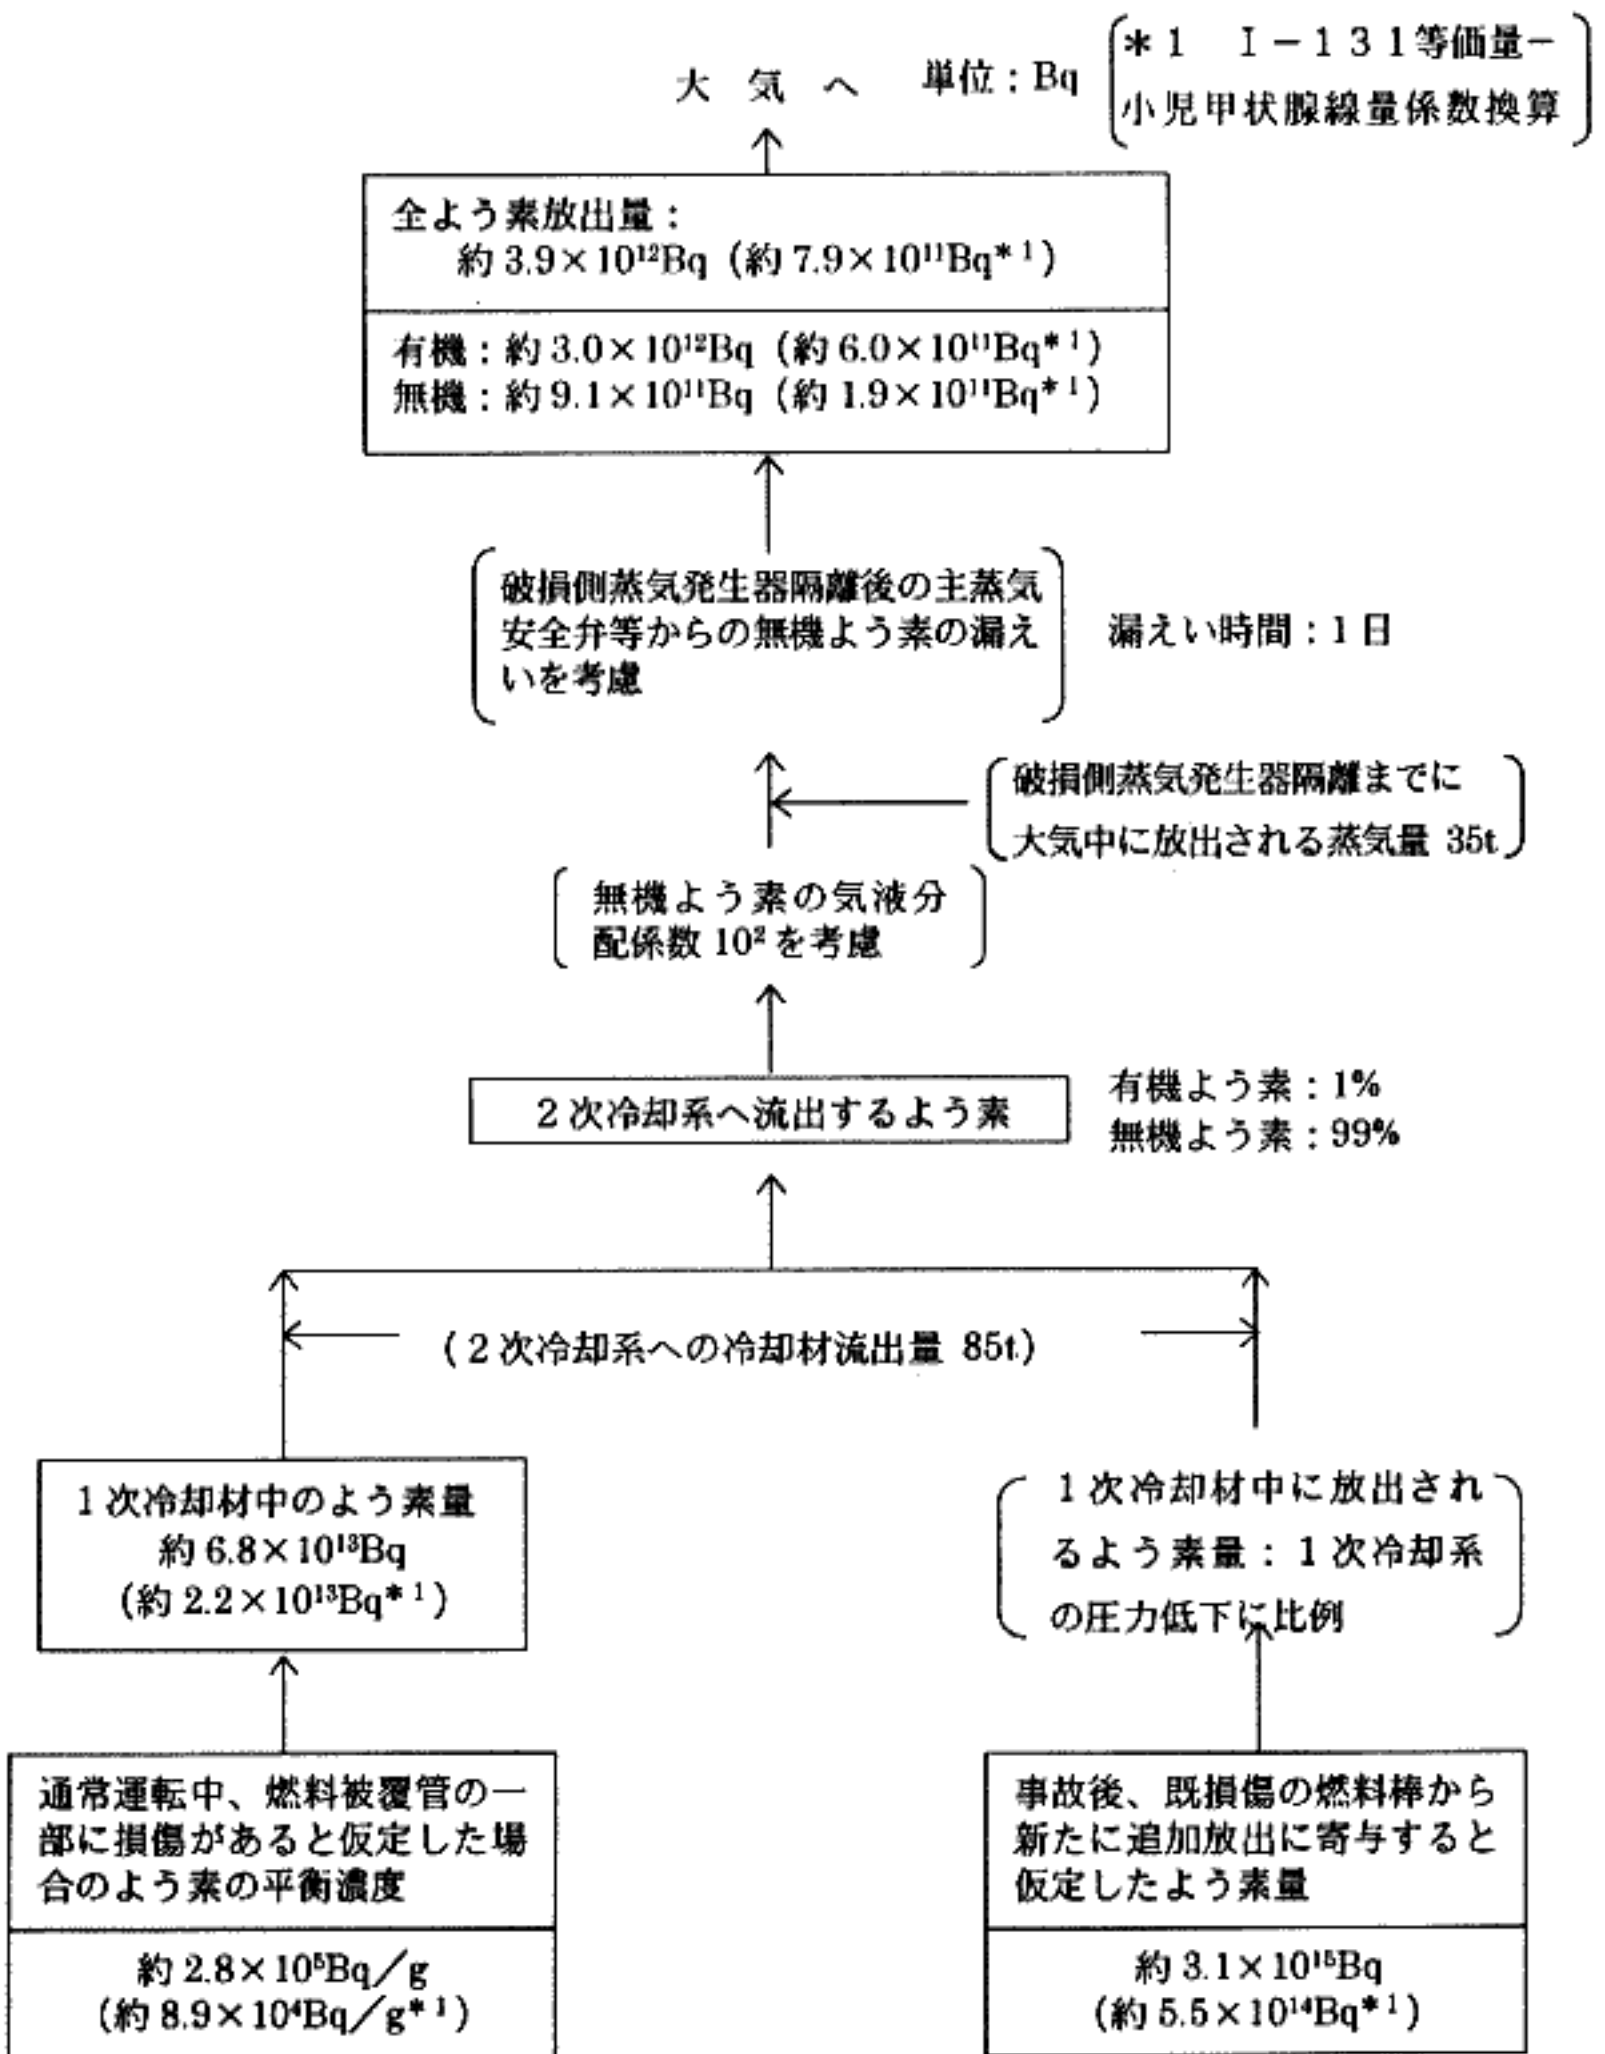 大気へ　単位：Bq
＊1　I－131等価量－
小児甲状腺線量係数換算
全よう素放出量：
約3.9×10¹²Bq（約7.9×10¹¹Bq*¹）
有機：約3.0×10¹²Bq（約6.0×10¹¹Bq*¹）
無機：約9.1×10¹¹Bq（約1.9×10¹¹Bq*¹）
破損側蒸気発生器隔離後の主蒸気
安全弁等からの無機よう素の漏え
いを考慮
漏えい時間：1日
破損側蒸気発生器隔離までに
大気中に放出される蒸気量 35t
無機よう素の気液分
配係数10²を考慮
2次冷却系へ流出するよう素
有機よう素：1%
無機よう素：99%
（2次冷却系への冷却材流出量 85t）
1次冷却材中のよう素量
約6.8×10¹³Bq
（約2.2×10¹³Bq*¹）
1次冷却材中に放出され
るよう素量：1次冷却系
の圧力低下に比例
通常運転中、燃料被覆管の一
部に損傷があると仮定した場
合のよう素の平衡濃度
約2.8×10⁵Bq／g
（約8.9×10⁴Bq／g*¹）
事故後、既損傷の燃料棒から
新たに追加放出に寄与すると
仮定したよう素量
約3.1×10¹⁵Bq
（約5.5×10¹⁴Bq*¹）